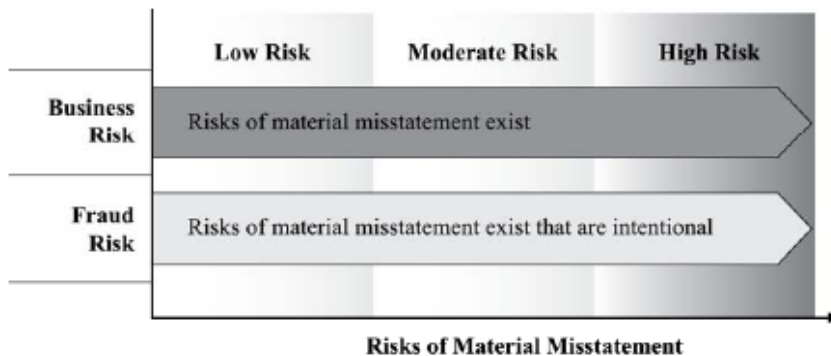 Low Risk
Moderate Risk
High Risk
Business
Risk
Risks of material misstatement exist
Fraud
Risk
Risks of material misstatement exist that are intentional
Risks of Material Misstatement